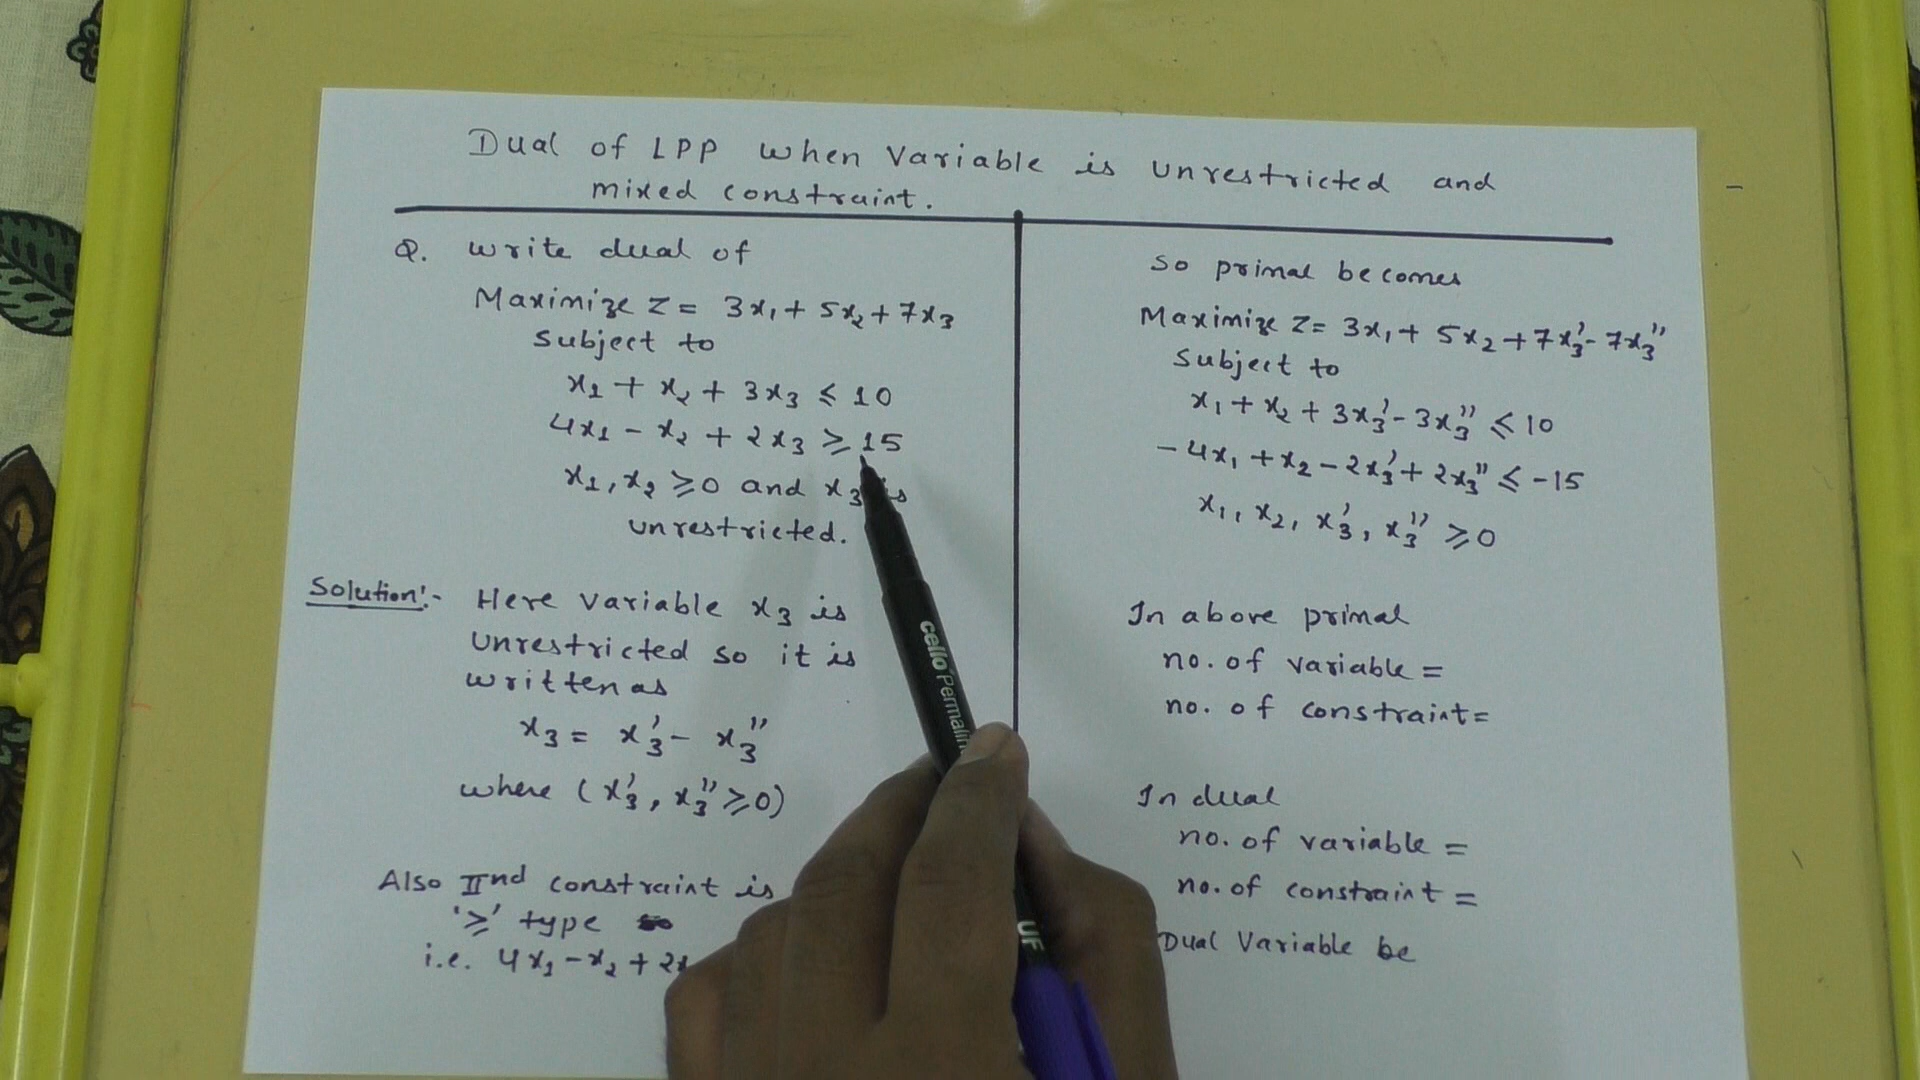 Dual of LPP when Variable is unrestricted and
mixed constraint.
Q. write dual of
Maximize Z = 3x₁ + 5x₂ + 7x₃
Subject to
x₁ + x₂ + 3x₃ ≤ 10
4x₁ - x₂ + 2x₃ ≥ 15
x₁, x₂ ≥ 0 and x₃ is
unrestricted.
Solution:- Here variable x₃ is
unrestricted so it is
written as
x₃ = x₃' - x₃''
where (x₃', x₃'' ≥ 0)
Also IInd constraint is
'≥' type
i.e. 4x₁ - x₂ + 2x
So primal becomes
Maximize Z = 3x₁ + 5x₂ + 7x₃' - 7x₃''
Subject to
x₁ + x₂ + 3x₃' - 3x₃'' ≤ 10
-4x₁ + x₂ - 2x₃' + 2x₃'' ≤ -15
x₁, x₂, x₃', x₃'' ≥ 0
In above primal
no. of variable =
no. of constraint =
In dual
no. of variable =
no. of constraint =
Dual Variable be
cello
UF